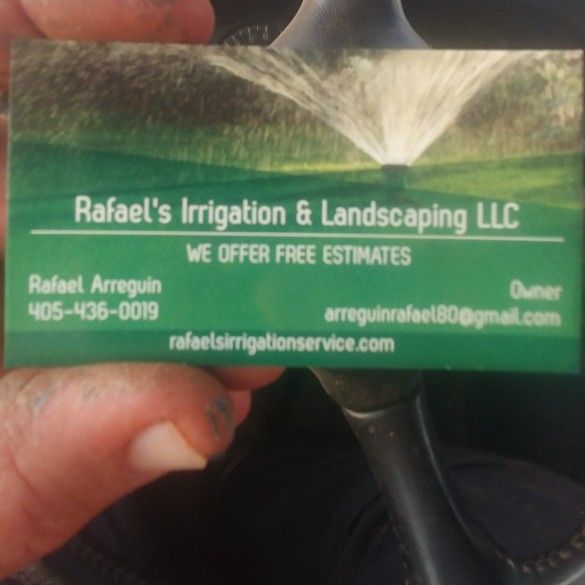 Rafael's Irrigation & Landscaping LLC
WE OFFER FREE ESTIMATES
Rafael Arreguin Owner
405-436-0019 arreguinrafael80@gmail.com
rafaelsirrigationservice.com